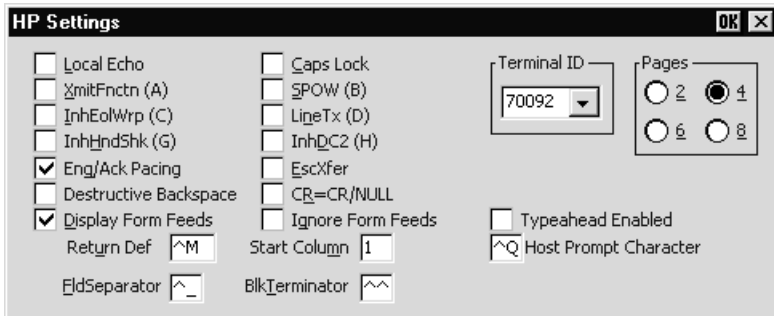 HP Settings OK ×
Local Echo Caps Lock Terminal ID Pages
XmitFnctn (A) SPOW (B) 70092 2 4
InhEolWrp (C) LineTx (D)
InhHndShk (G) InhDC2 (H) 6 8
Enq/Ack Pacing EscXfer
Destructive Backspace CR=CR/NULL
Display Form Feeds Ignore Form Feeds Typeahead Enabled
Return Def ^M Start Column 1 ^Q Host Prompt Character
FldSeparator ^_ BlkTerminator ^^